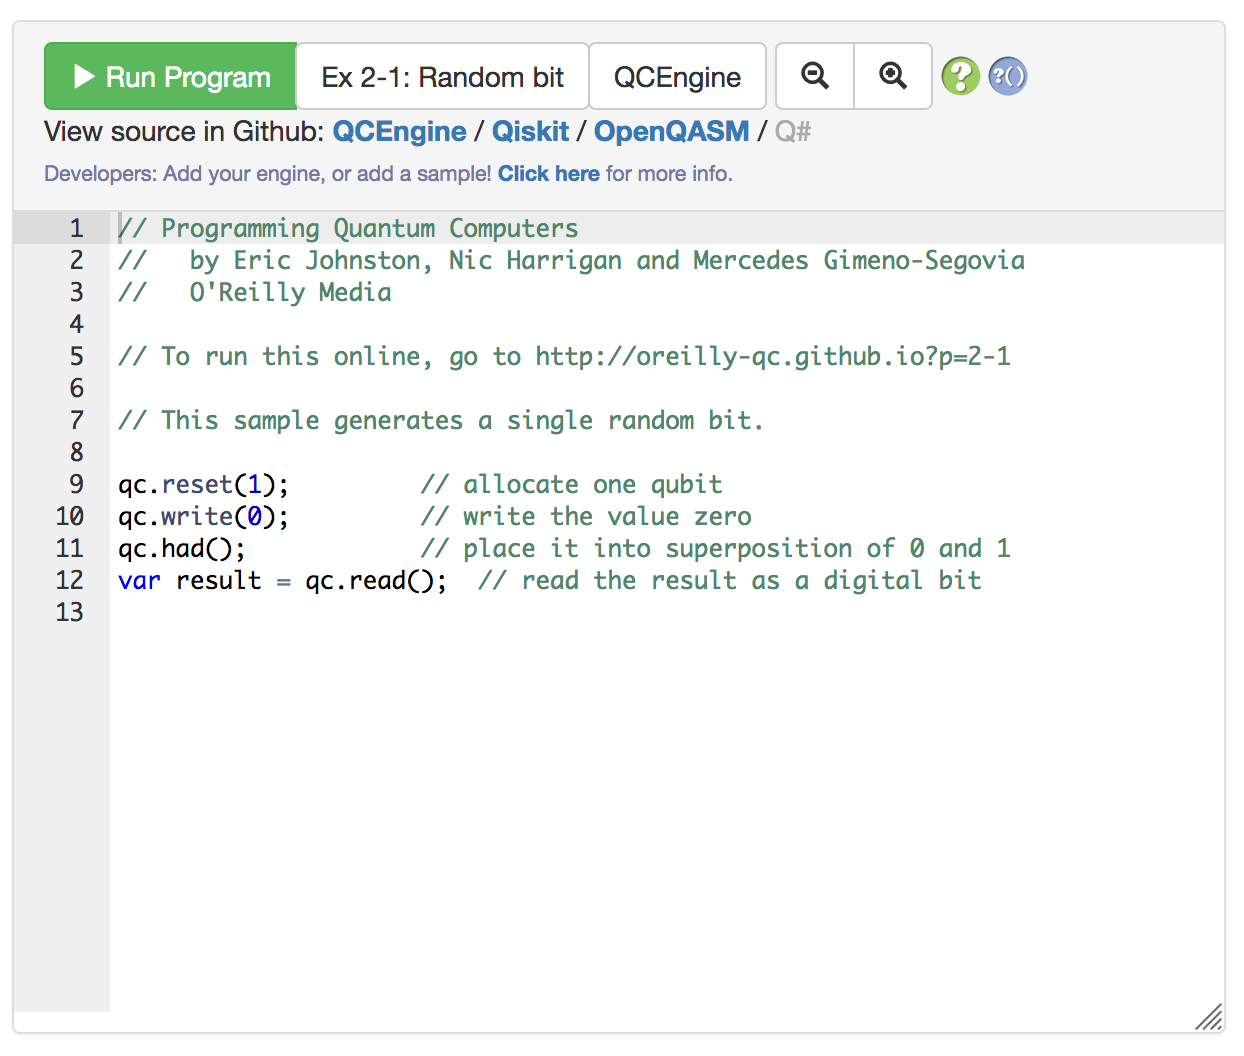 Run Program Ex 2-1: Random bit QCEngine
View source in Github: QCEngine / Qiskit / OpenQASM / Q#
Developers: Add your engine, or add a sample! Click here for more info.
1 // Programming Quantum Computers
2 //   by Eric Johnston, Nic Harrigan and Mercedes Gimeno-Segovia
3 //   O'Reilly Media
4
5 // To run this online, go to http://oreilly-qc.github.io?p=2-1
6
7 // This sample generates a single random bit.
8
9 qc.reset(1);         // allocate one qubit
10 qc.write(0);         // write the value zero
11 qc.had();            // place it into superposition of 0 and 1
12 var result = qc.read();  // read the result as a digital bit
13